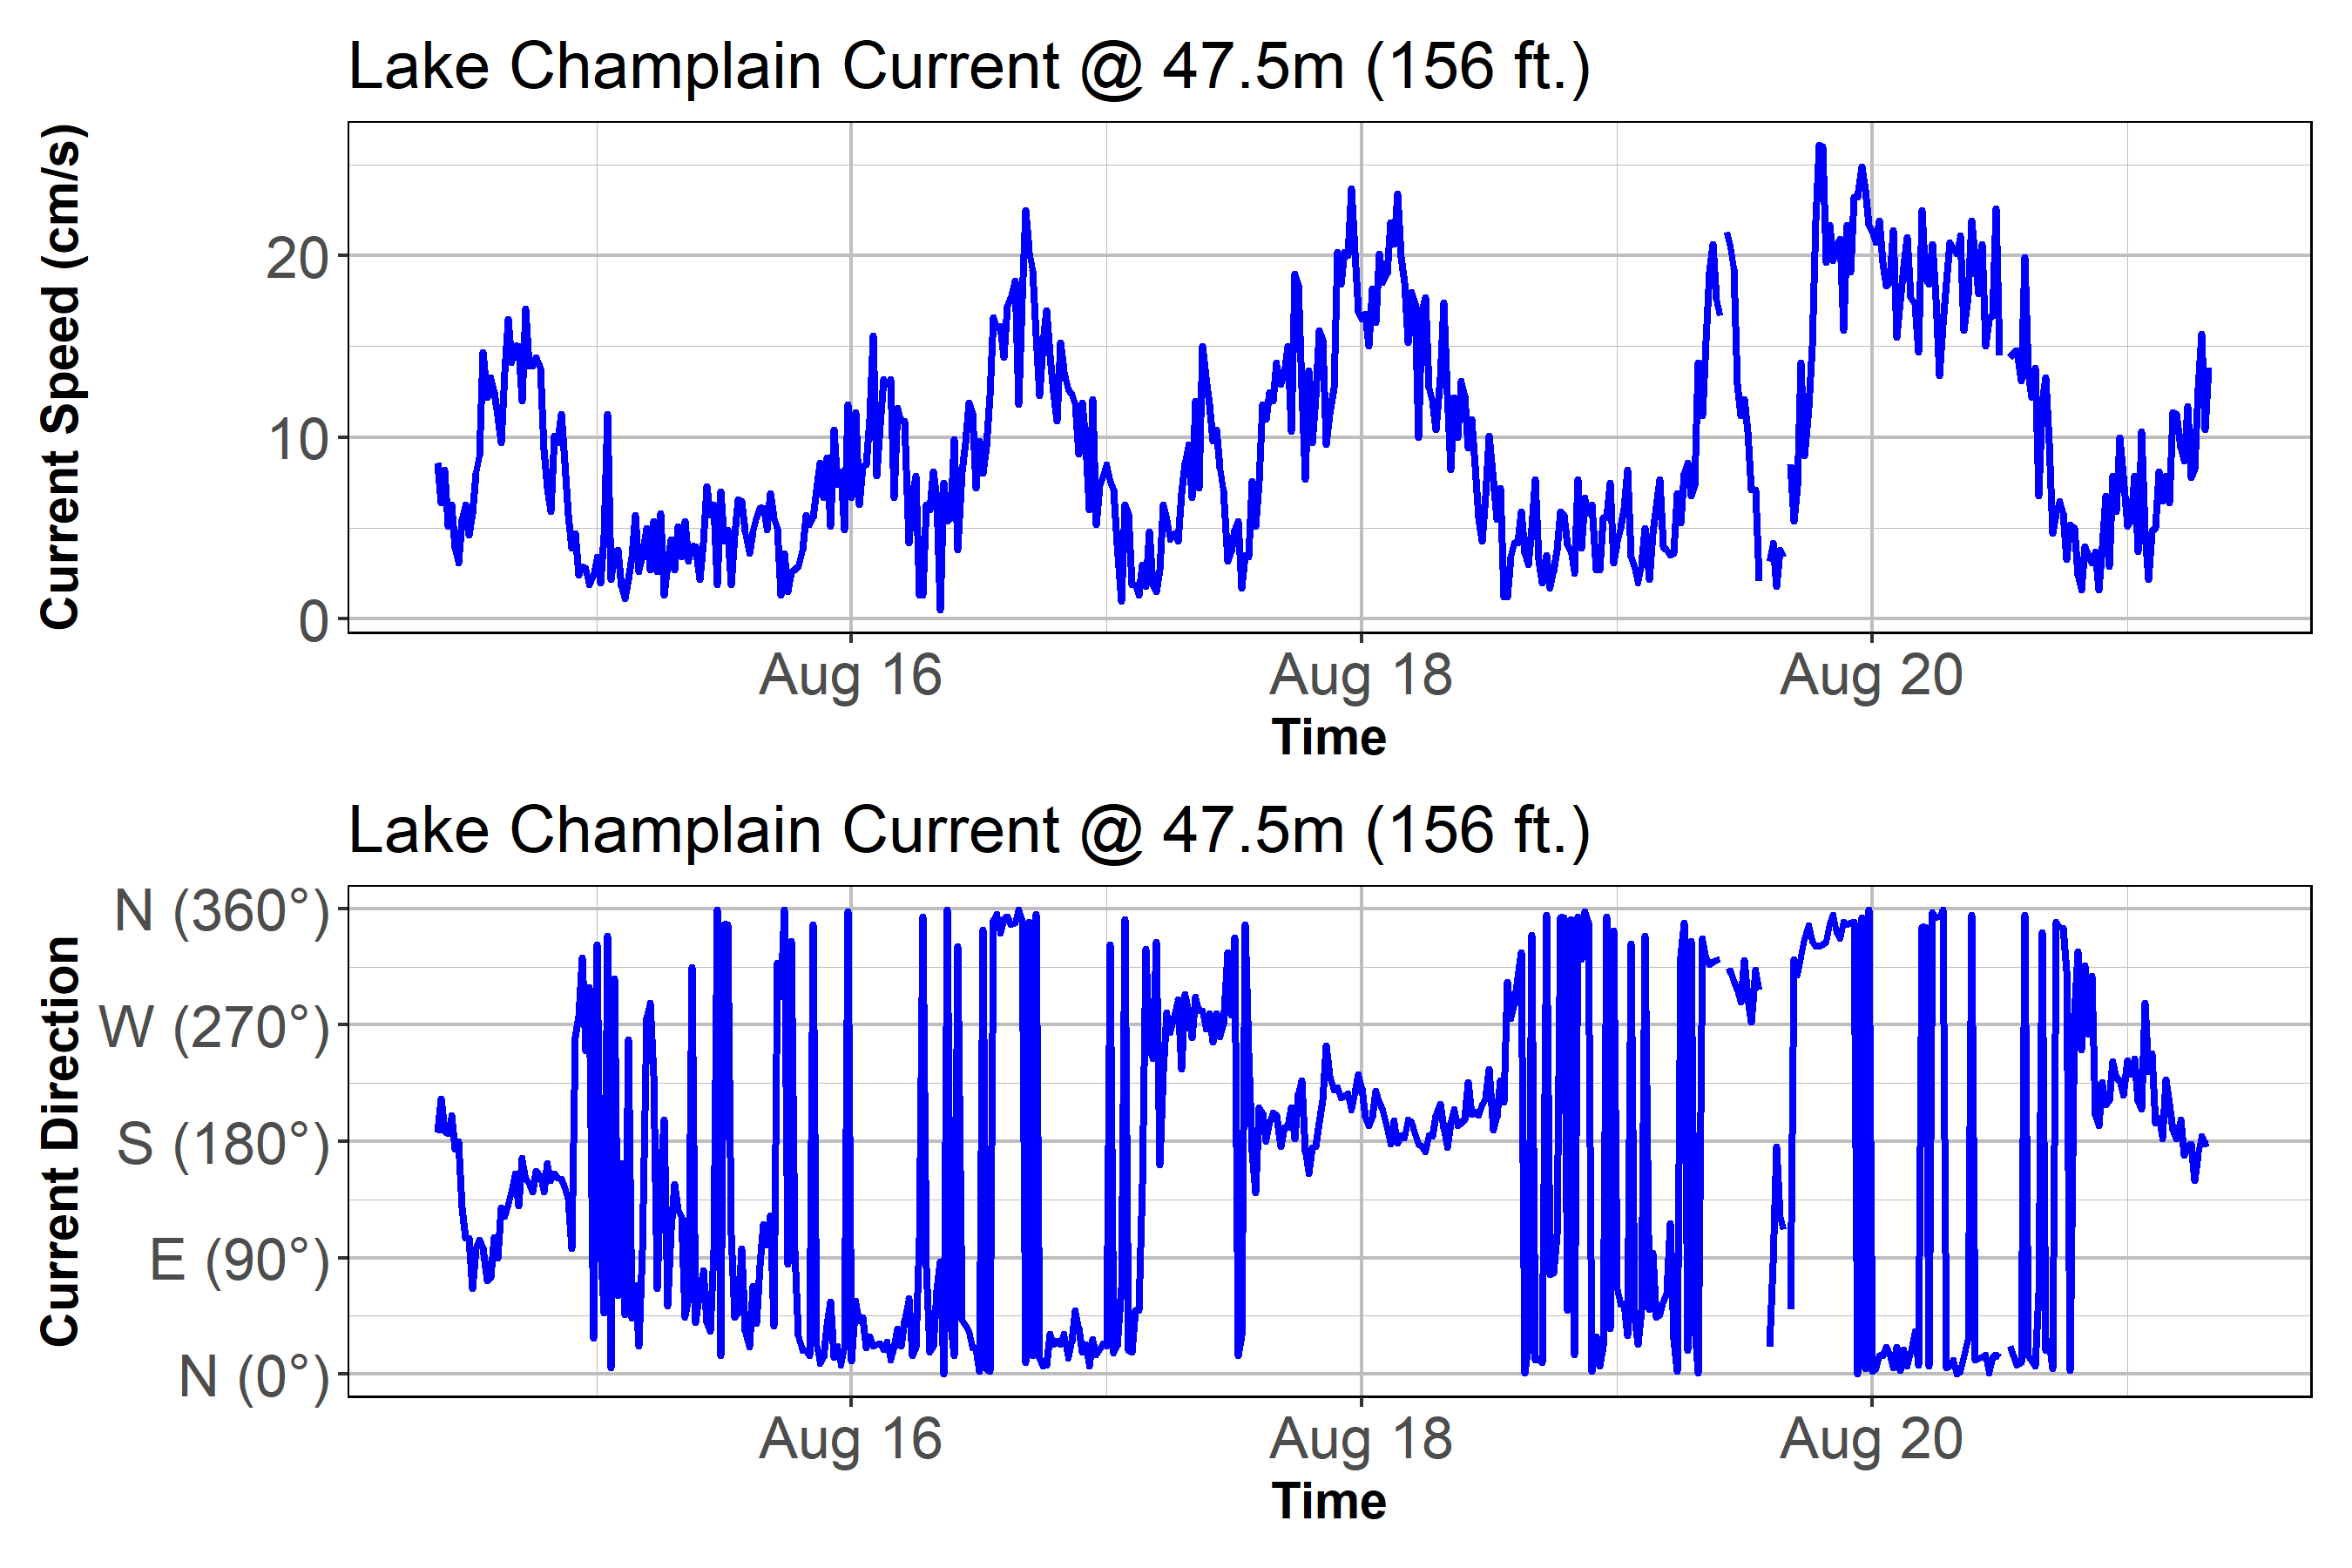 Lake Champlain Current @ 47.5m (156 ft.)
Current Speed (cm/s)
20
10
0
Aug 16 Aug 18 Aug 20
Time
Lake Champlain Current @ 47.5m (156 ft.)
Current Direction
N (360°)
W (270°)
S (180°)
E (90°)
N (0°)
Aug 16 Aug 18 Aug 20
Time